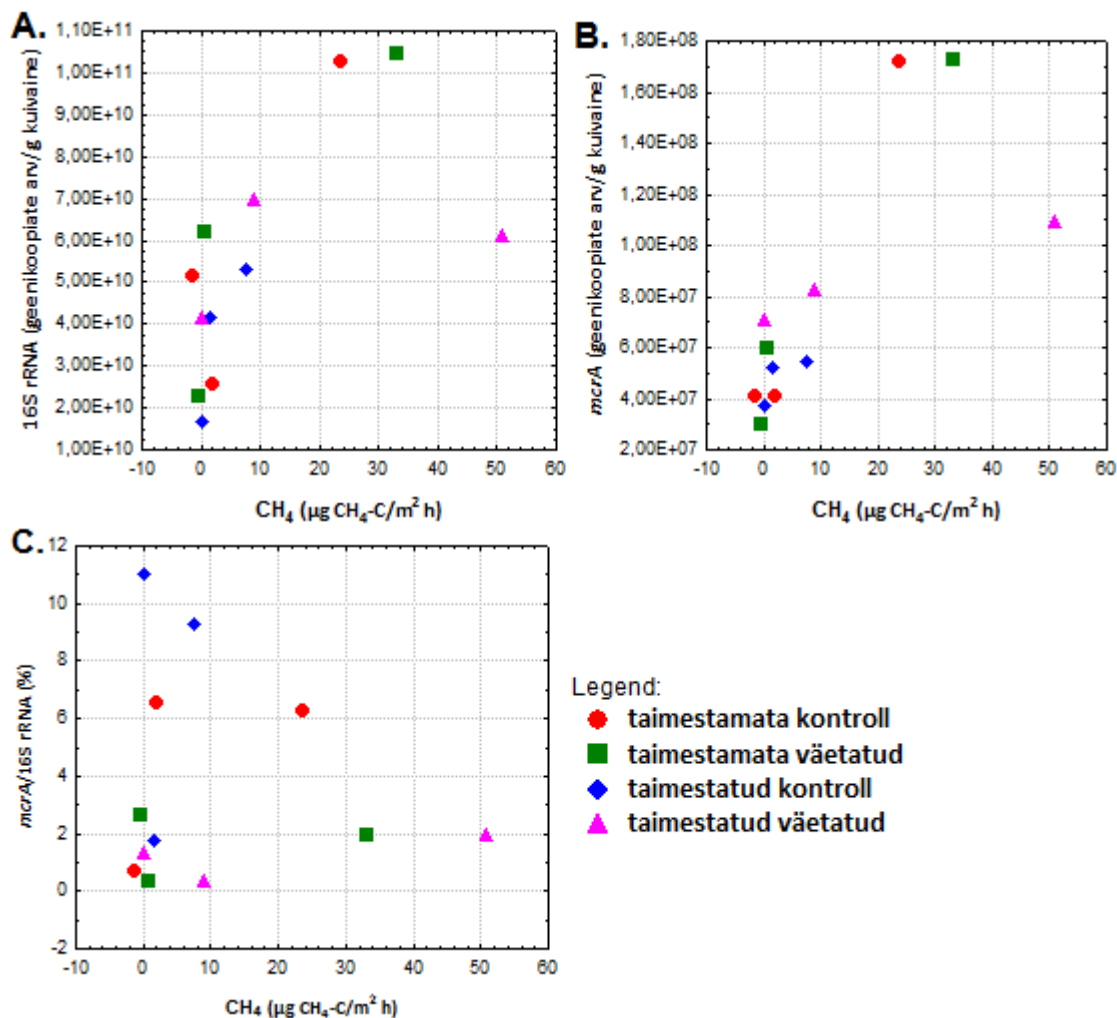 A.
16S rRNA (geenikoopiate arv/g kuivaine)
1,10E+11
1,00E+11
9,00E+10
8,00E+10
7,00E+10
6,00E+10
5,00E+10
4,00E+10
3,00E+10
2,00E+10
1,00E+10
-10 0 10 20 30 40 50 60
CH₄ (µg CH₄-C/m² h)
B.
mcrA (geenikoopiate arv/g kuivaine)
1,80E+08
1,60E+08
1,40E+08
1,20E+08
1,00E+08
8,00E+07
6,00E+07
4,00E+07
2,00E+07
-10 0 10 20 30 40 50 60
CH₄ (µg CH₄-C/m² h)
C.
mcrA/16S rRNA (%)
12
10
8
6
4
2
0
-2
-10 0 10 20 30 40 50 60
CH₄ (µg CH₄-C/m² h)
Legend:
taimestamata kontroll
taimestamata väetatud
taimestatud kontroll
taimestatud väetatud